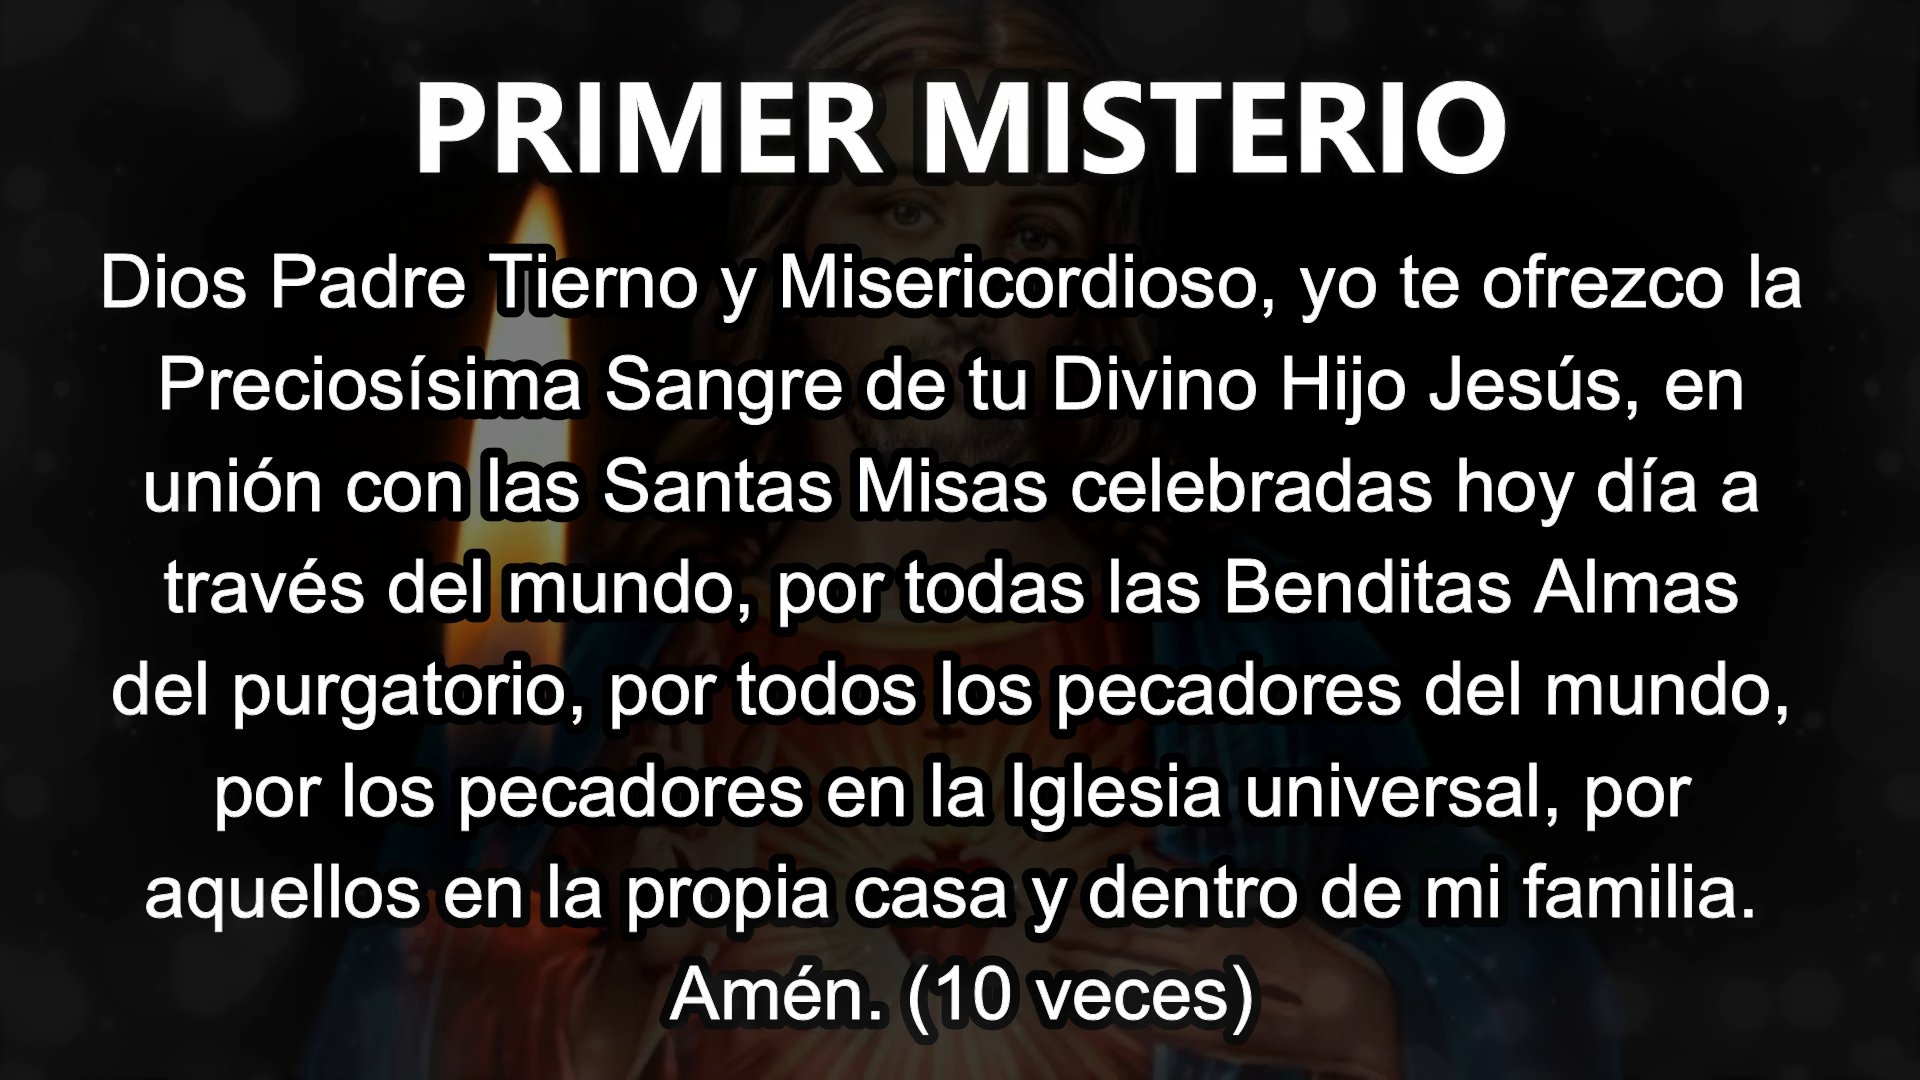 PRIMER MISTERIO
Dios Padre Tierno y Misericordioso, yo te ofrezco la
Preciosísima Sangre de tu Divino Hijo Jesús, en
unión con las Santas Misas celebradas hoy día a
través del mundo, por todas las Benditas Almas
del purgatorio, por todos los pecadores del mundo,
por los pecadores en la Iglesia universal, por
aquellos en la propia casa y dentro de mi familia.
Amén. (10 veces)